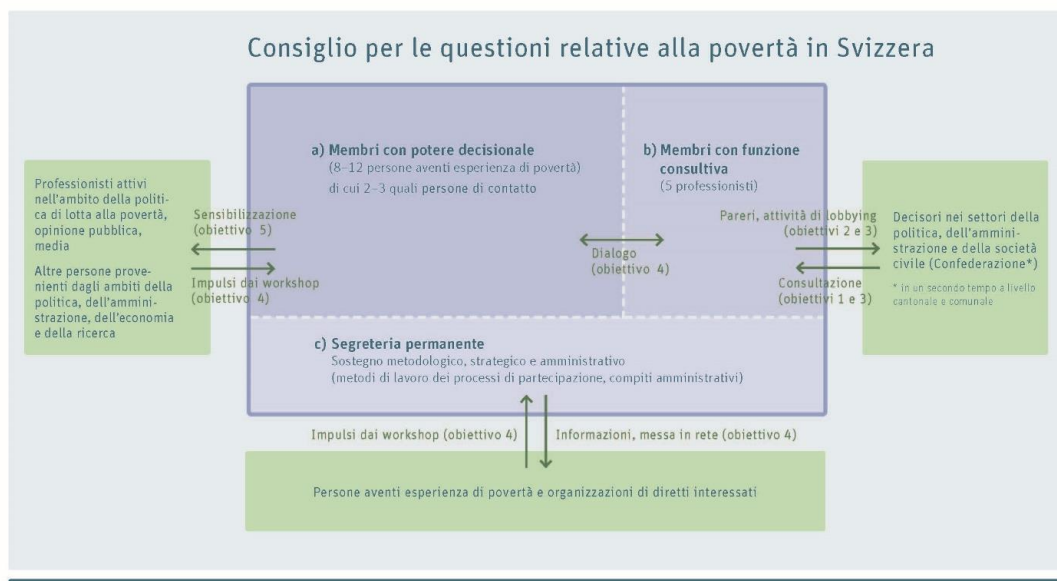 Consiglio per le questioni relative alla povertà in Svizzera
a) Membri con potere decisionale
(8–12 persone aventi esperienza di povertà)
di cui 2–3 quali persone di contatto
b) Membri con funzione
consultiva
(5 professionisti)
Professionisti attivi
nell'ambito della politi-
ca di lotta alla povertà,
opinione pubblica,
media
Altre persone prove-
nienti dagli ambiti della
politica, dell'ammini-
strazione, dell'economia
e della ricerca
Sensibilizzazione
(obiettivo 5)
Impulsi dai workshop
(obiettivo 4)
Dialogo
(obiettivo 4)
Pareri, attività di lobbying
(obiettivi 2 e 3)
Consultazione
(obiettivi 1 e 3)
Decisori nei settori della
politica, dell'ammini-
strazione e della società
civile (Confederazione*)
* in un secondo tempo a livello
cantonale e comunale
c) Segreteria permanente
Sostegno metodologico, strategico e amministrativo
(metodi di lavoro dei processi di partecipazione, compiti amministrativi)
Impulsi dai workshop (obiettivo 4)
Informazioni, messa in rete (obiettivo 4)
Persone aventi esperienza di povertà e organizzazioni di diretti interessati